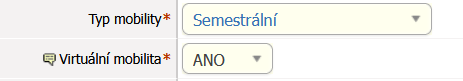 Typ mobility* Semestrální
Virtuální mobilita* ANO